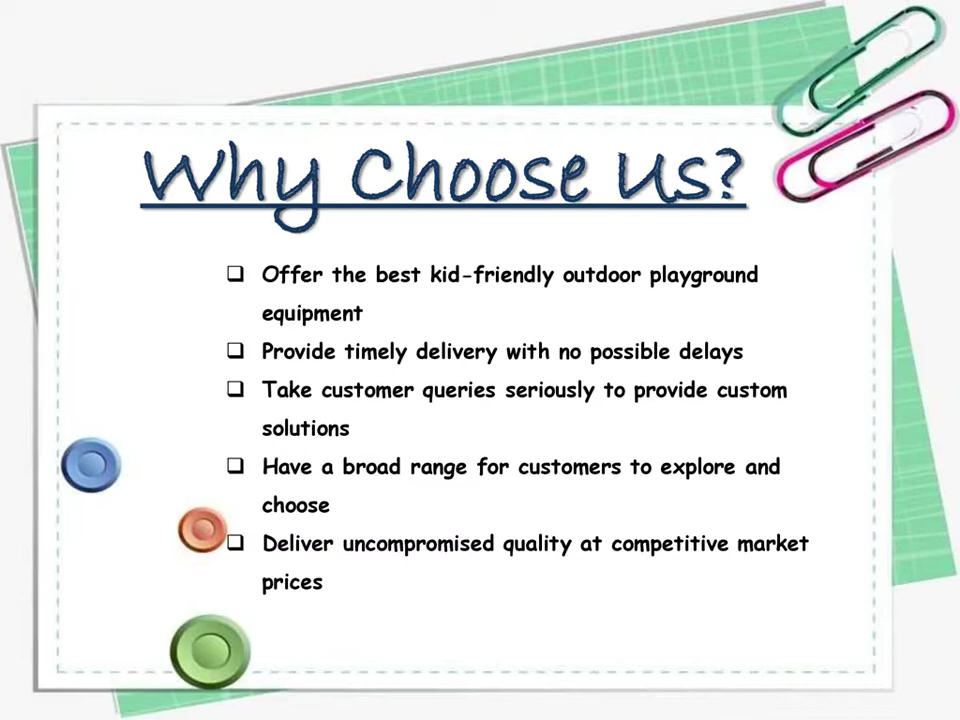 Why Choose Us?
Offer the best kid-friendly outdoor playground
equipment
Provide timely delivery with no possible delays
Take customer queries seriously to provide custom
solutions
Have a broad range for customers to explore and
choose
Deliver uncompromised quality at competitive market
prices